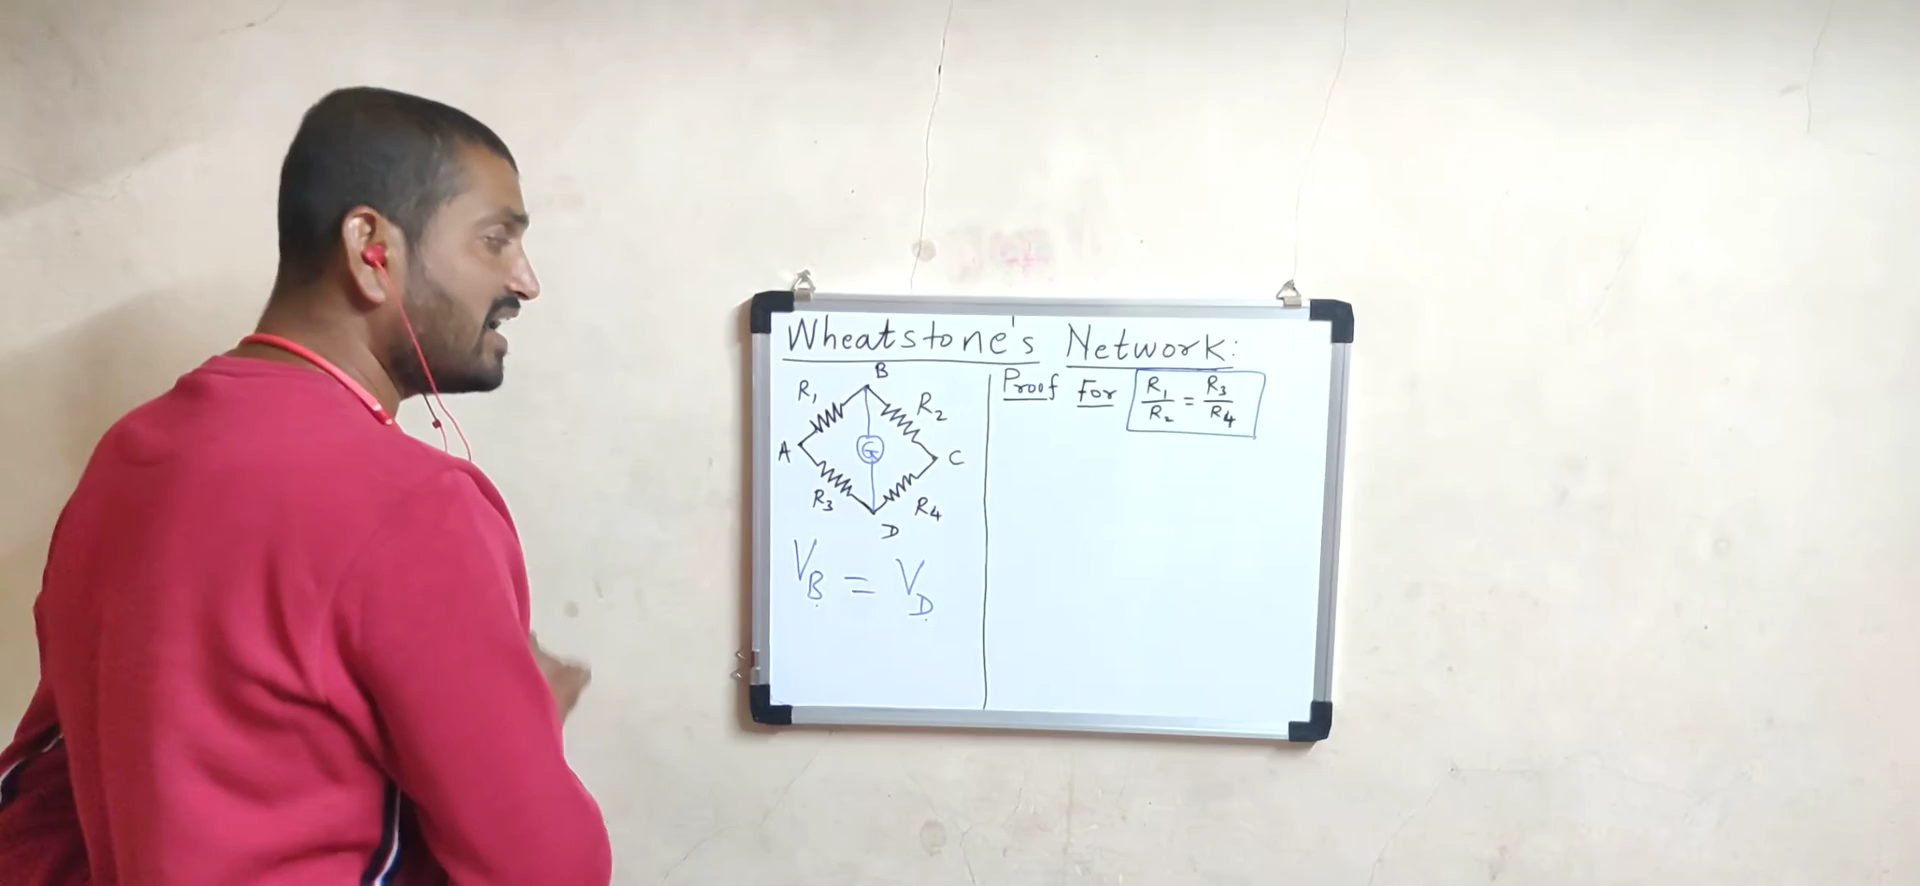 Wheatstone's Network:
B
R1
R2
A
G
C
R3
R4
D
VB = VD
Proof For R1/R2 = R3/R4